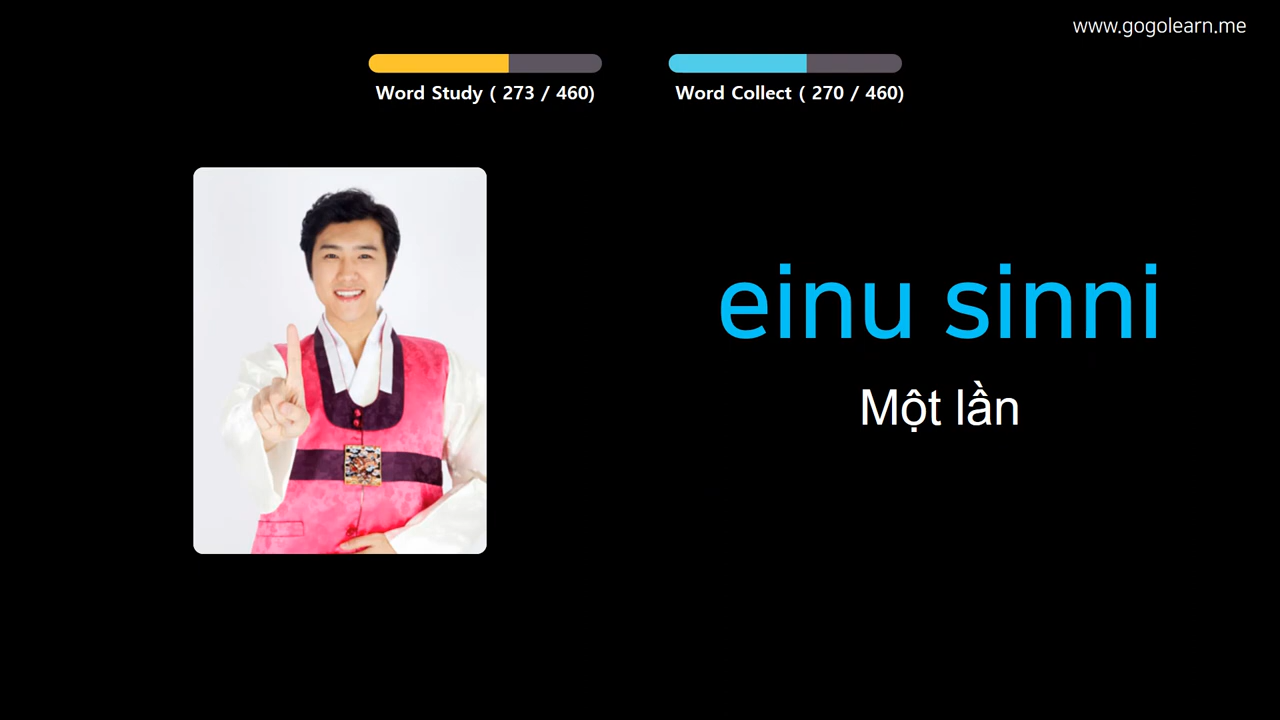 www.gogolearn.me
Word Study ( 273 / 460)
Word Collect ( 270 / 460)
einu sinni
Một lần